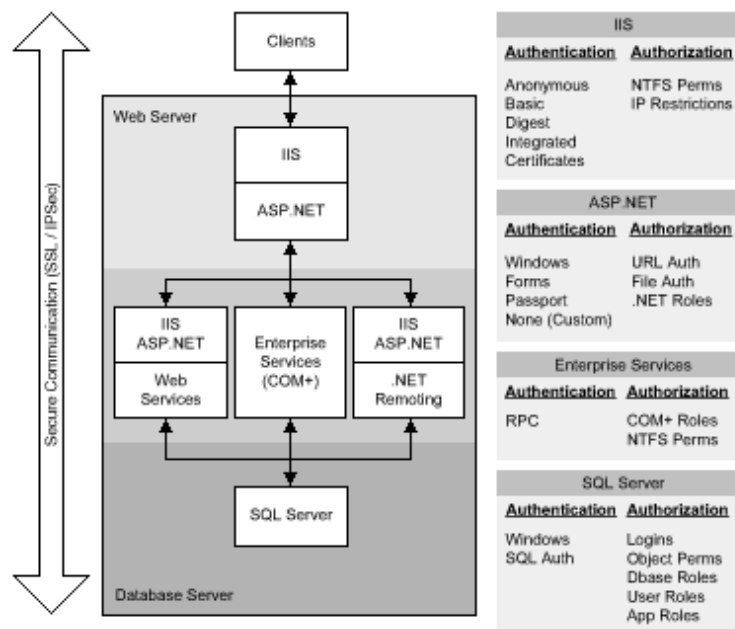 Clients
Secure Communication (SSL / IPSec)
Web Server
IIS
ASP.NET
IIS
ASP.NET
Web
Services
Enterprise
Services
(COM+)
IIS
ASP.NET
.NET
Remoting
SQL Server
Database Server
IIS
Authentication Authorization
Anonymous NTFS Perms
Basic IP Restrictions
Digest
Integrated
Certificates
ASP.NET
Authentication Authorization
Windows URL Auth
Forms File Auth
Passport .NET Roles
None (Custom)
Enterprise Services
Authentication Authorization
RPC COM+ Roles
NTFS Perms
SQL Server
Authentication Authorization
Windows Logins
SQL Auth Object Perms
Dbase Roles
User Roles
App Roles